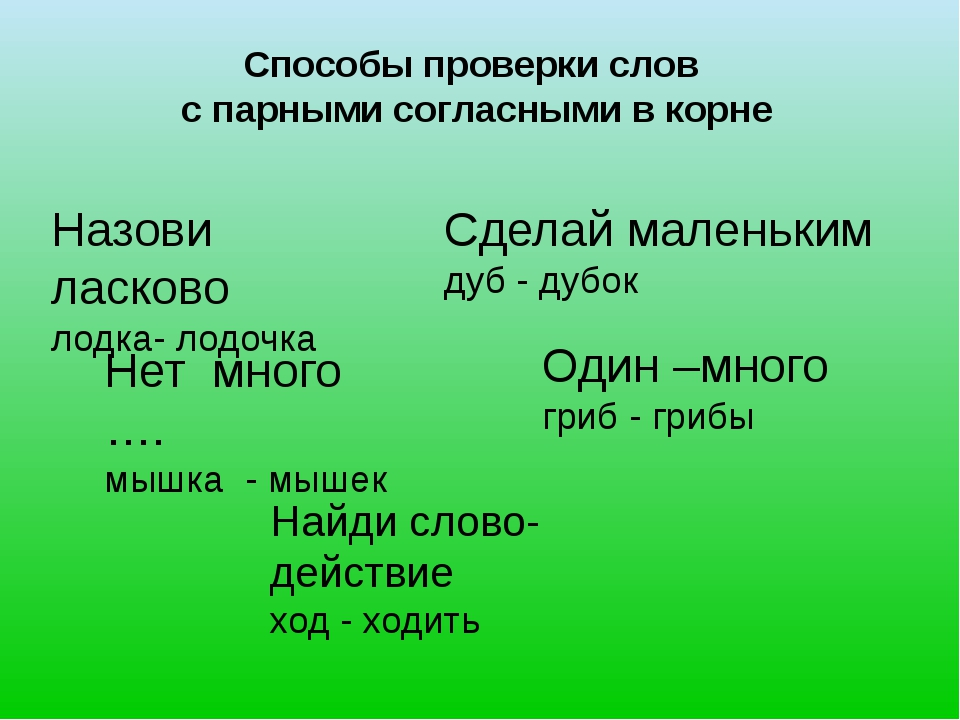 Способы проверки слов
с парными согласными в корне
Назови
ласково
лодка- лодочка
Сделай маленьким
дуб - дубок
Нет  много
….
мышка  - мышек
Один –много
гриб - грибы
Найди слово-
действие
ход - ходить